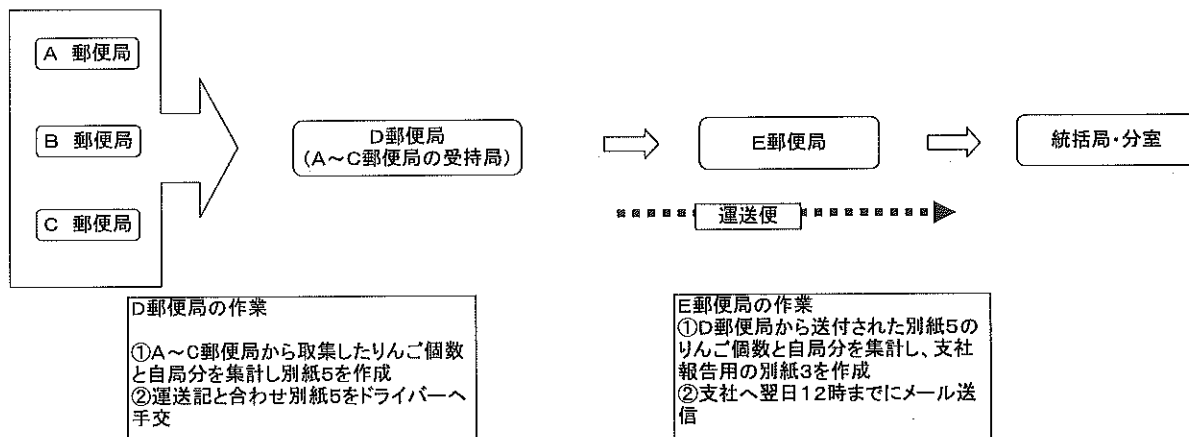 A 郵便局
B 郵便局
C 郵便局
D郵便局
(A~C郵便局の受持局)
E郵便局
統括局・分室
運送便
D郵便局の作業
①A~C郵便局から取集したりんご個数
と自局分を集計し別紙5を作成
②運送記と合わせ別紙5をドライバーへ
手交
E郵便局の作業
①D郵便局から送付された別紙5の
りんご個数と自局分を集計し、支社
報告用の別紙3を作成
②支社へ翌日12時までにメール送
信